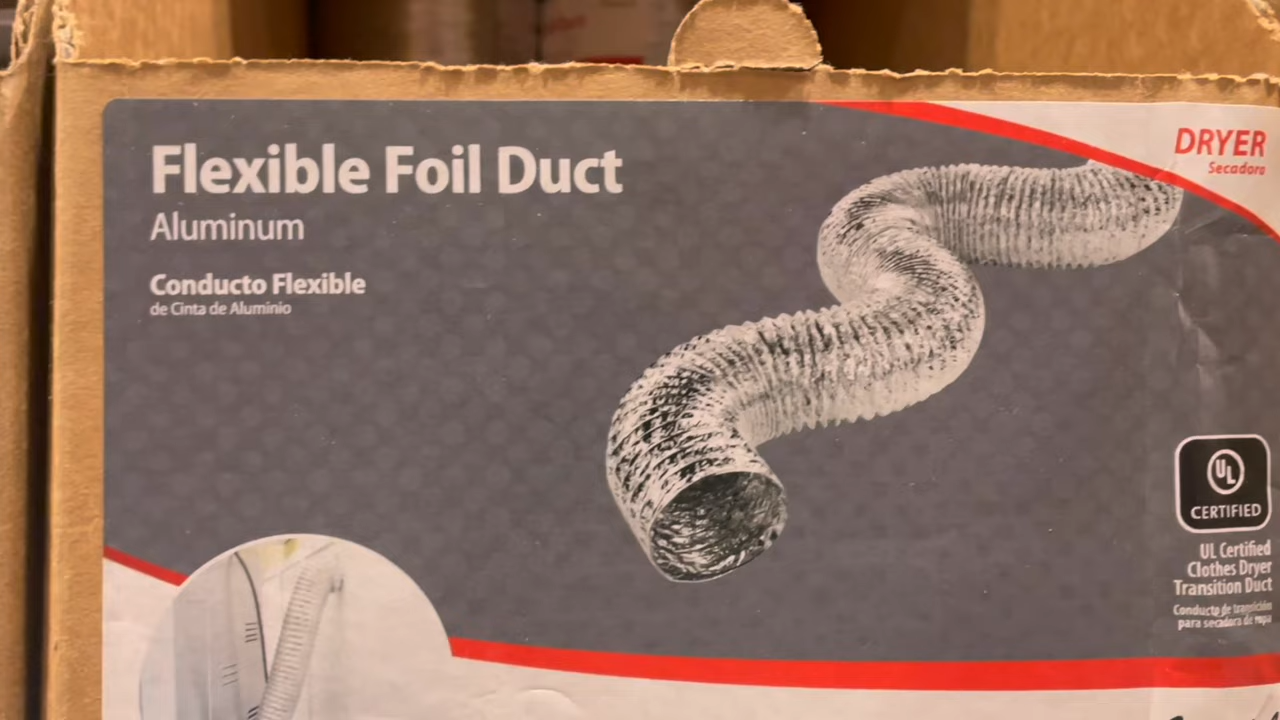 Flexible Foil Duct
Aluminum
Conducto Flexible
de Cinta de Aluminio
DRYER
Secadora
UL
CERTIFIED
UL Certified
Clothes Dryer
Transition Duct
Conducto de transición
para secadora de ropa